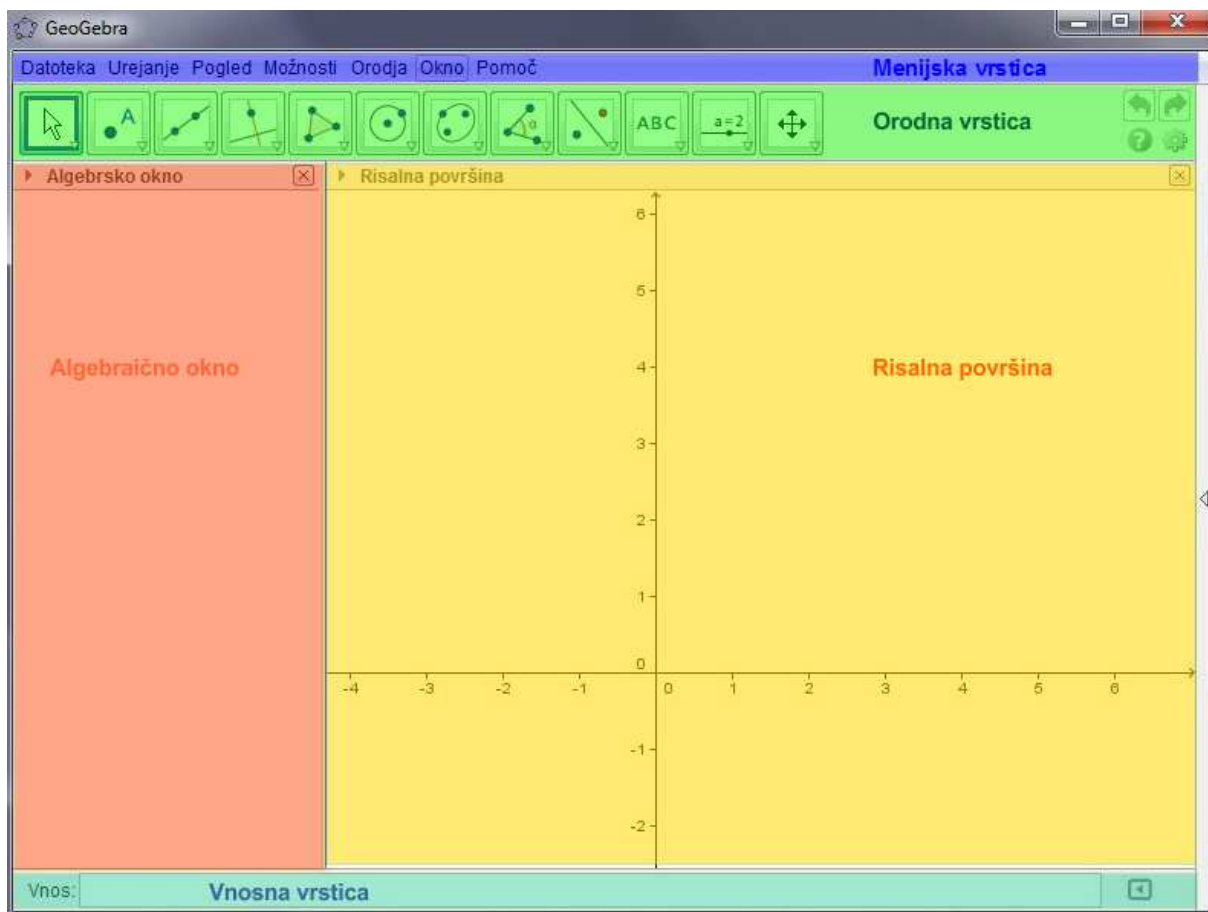 GeoGebra
Datoteka Urejanje Pogled Možnosti Orodja Okno Pomoč Menijska vrstica
A α ABC a=2 Orodna vrstica
Algebrsko okno Risalna površina
6
5
Algebraično okno 4 Risalna površina
3
2
1
0
-4 -3 -2 -1 0 1 2 3 4 5 6
-1
-2
Vnos: Vnosna vrstica